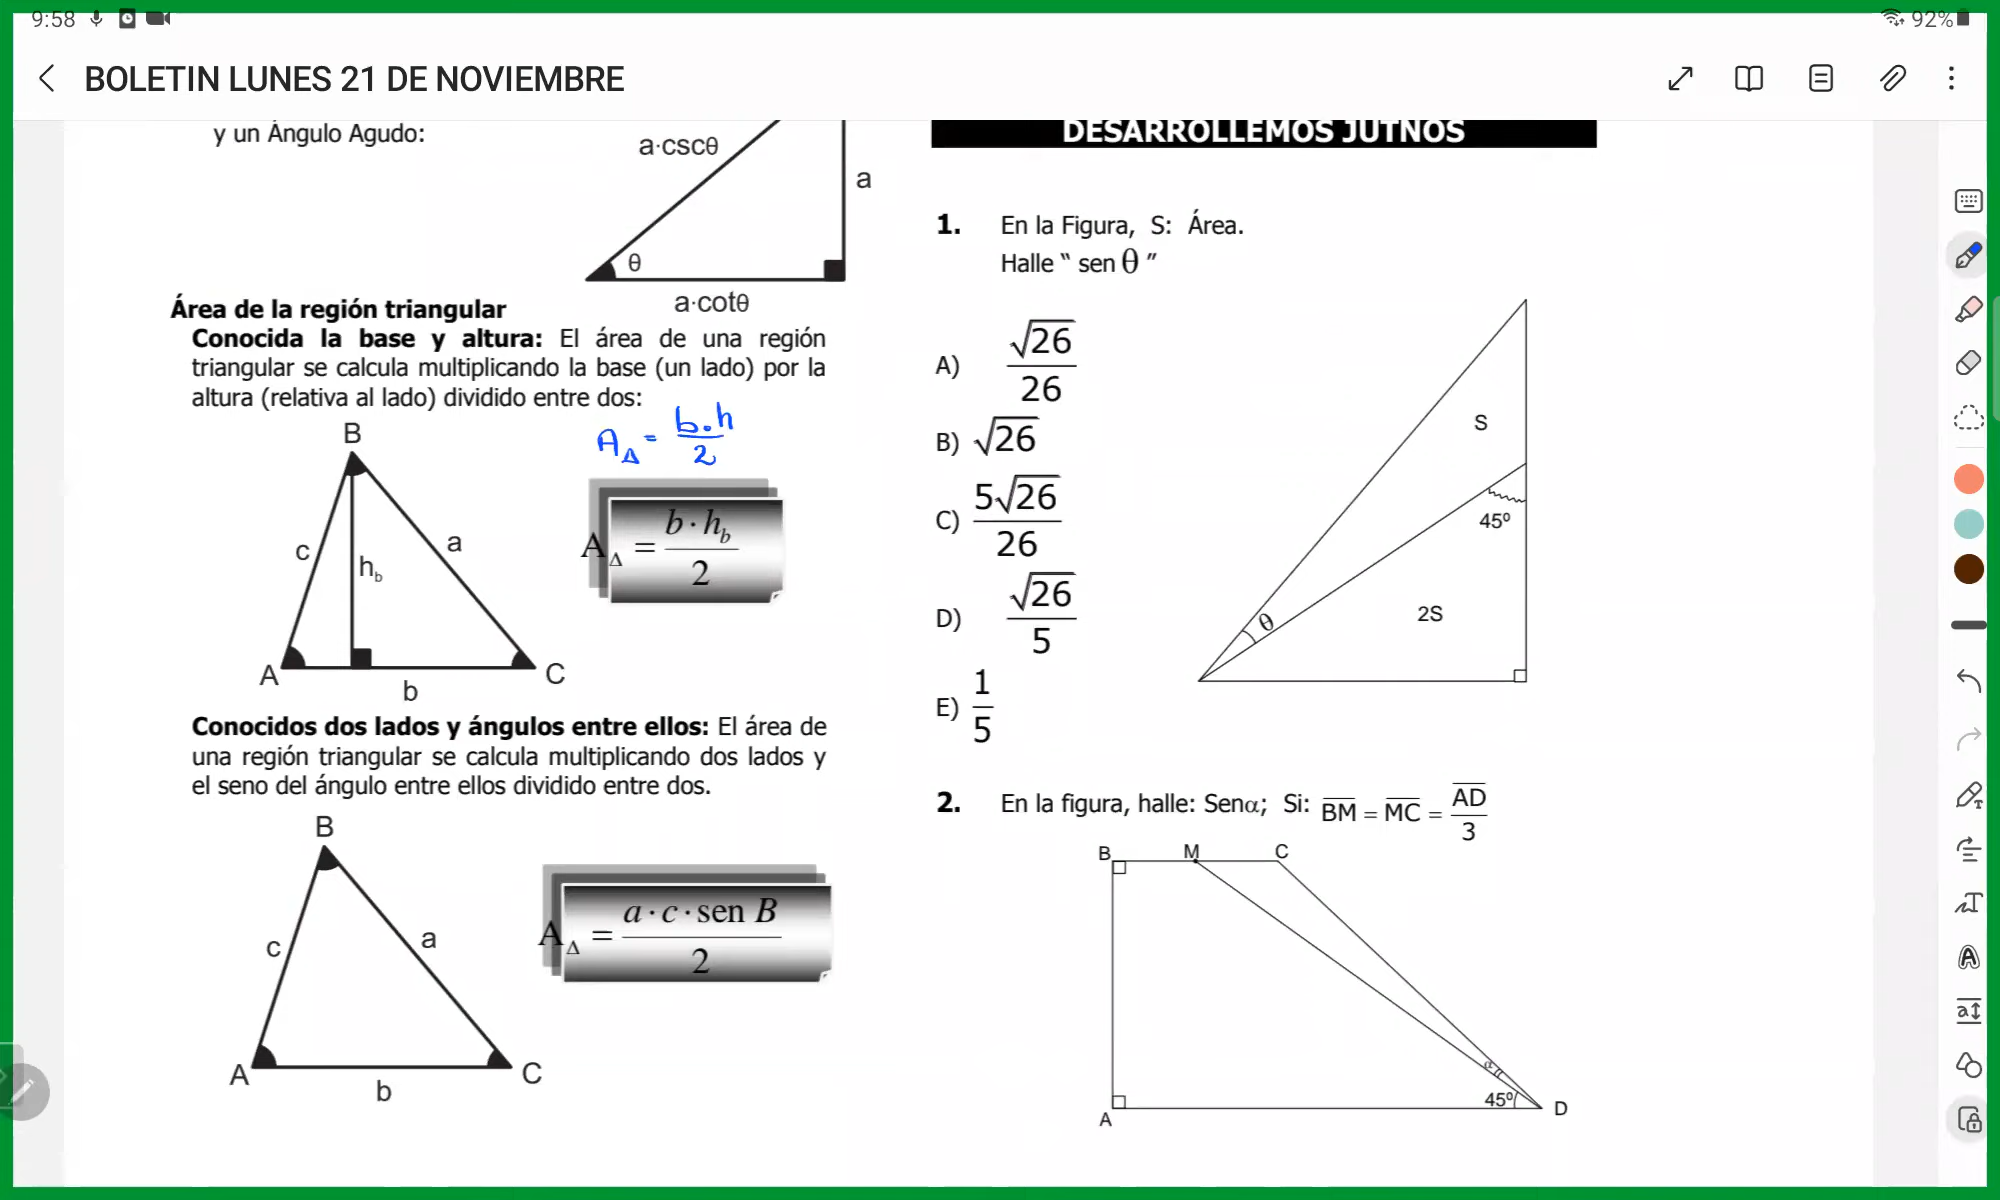 9:58
92%
BOLETIN LUNES 21 DE NOVIEMBRE
y un Ángulo Agudo:
a·cscθ
a
θ
a·cotθ
Área de la región triangular
Conocida la base y altura: El área de una región
triangular se calcula multiplicando la base (un lado) por la
altura (relativa al lado) dividido entre dos:
A△ = b.h / 2
B
c
a
h_b
A
C
b
A△ = b·h_b / 2
Conocidos dos lados y ángulos entre ellos: El área de
una región triangular se calcula multiplicando dos lados y
el seno del ángulo entre ellos dividido entre dos.
B
c
a
A
C
b
A△ = a·c·sen B / 2
DESARROLLEMOS JUTNOS
1. En la Figura, S: Área.
Halle “ sen θ ”
A) √26 / 26
B) √26
C) 5√26 / 26
D) √26 / 5
E) 1 / 5
S
45º
θ
2S
2. En la figura, halle: Senα; Si: BM = MC = AD / 3
B M C
α
45º
A
D